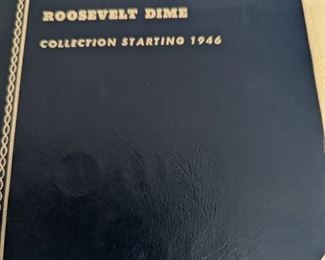 ROOSEVELT DIME
COLLECTION STARTING 1946